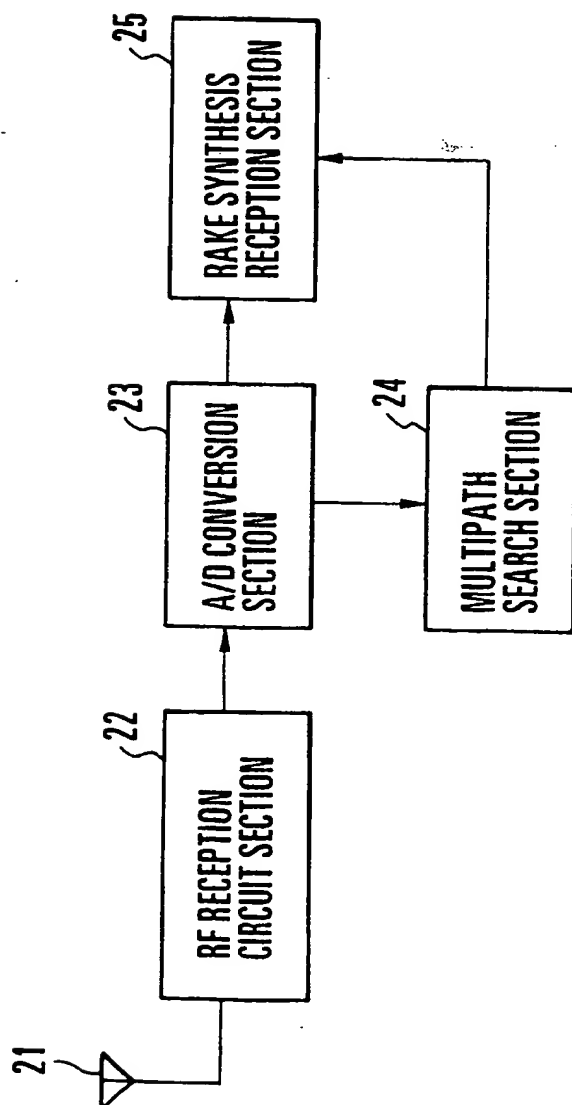 21
22
RF RECEPTION
CIRCUIT SECTION
23
A/D CONVERSION
SECTION
24
MULTIPATH
SEARCH SECTION
25
RAKE SYNTHESIS
RECEPTION SECTION